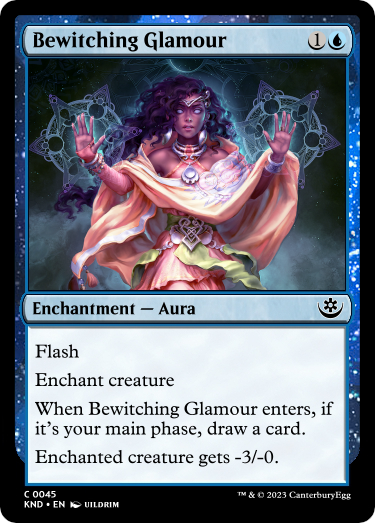 Bewitching Glamour 1
Enchantment — Aura
Flash
Enchant creature
When Bewitching Glamour enters, if
it's your main phase, draw a card.
Enchanted creature gets -3/-0.
C 0045
KND • EN UILDRIM
™ & © 2023 CanterburyEgg